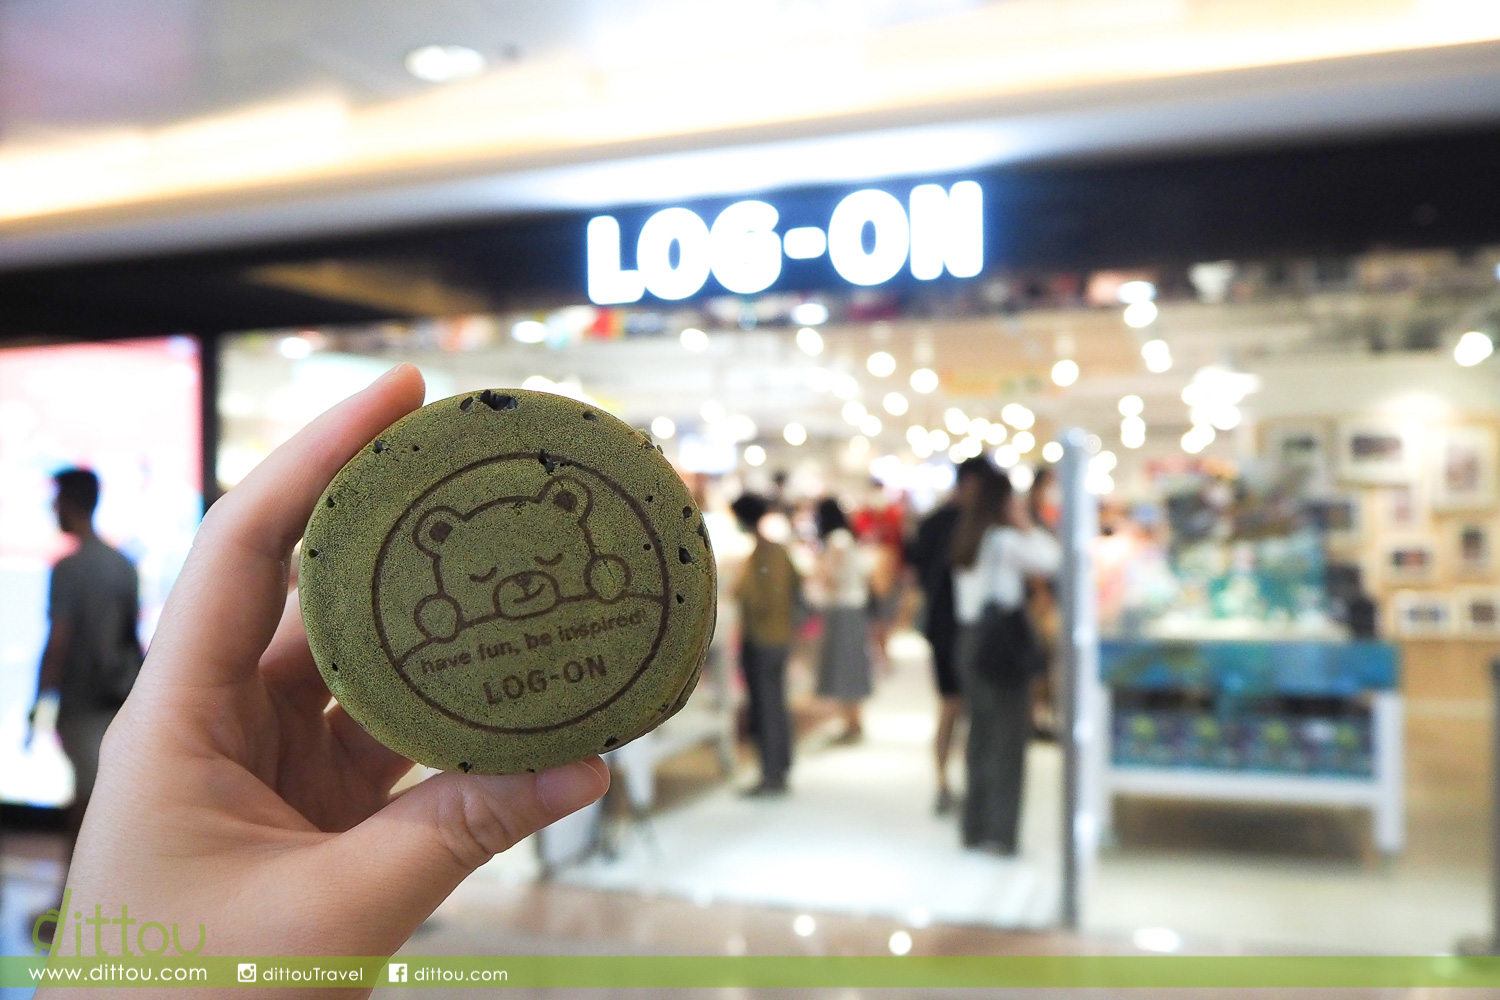 LOG-ON
have fun, be inspired!
LOG-ON
dittou
www.dittou.com dittouTravel dittou.com